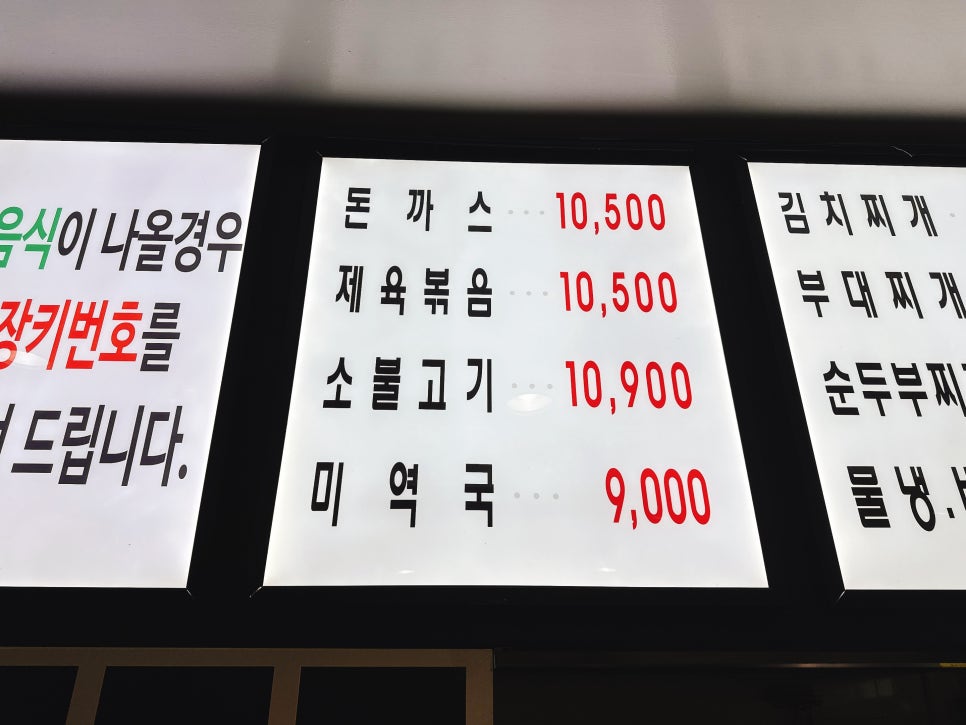 음식이 나올경우
장키번호를
드립니다.
돈까스 ··· 10,500
제육볶음 ··· 10,500
소불고기 ··· 10,900
미역국 ··· 9,000
김치찌개
부대찌개
순두부찌
물냉.